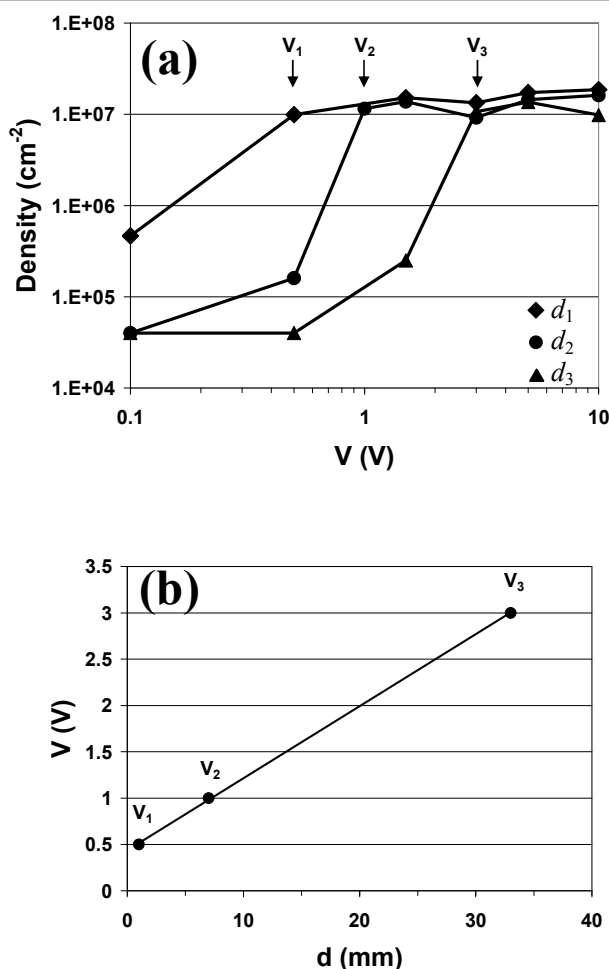 (a)
V1 V2 V3
1.E+08
1.E+07
1.E+06
1.E+05
1.E+04
Density (cm-2)
d1
d2
d3
0.1 1 10
V (V)
(b)
3.5
3
2.5
2
1.5
1
0.5
0
V (V)
V3
V2
V1
0 10 20 30 40
d (mm)